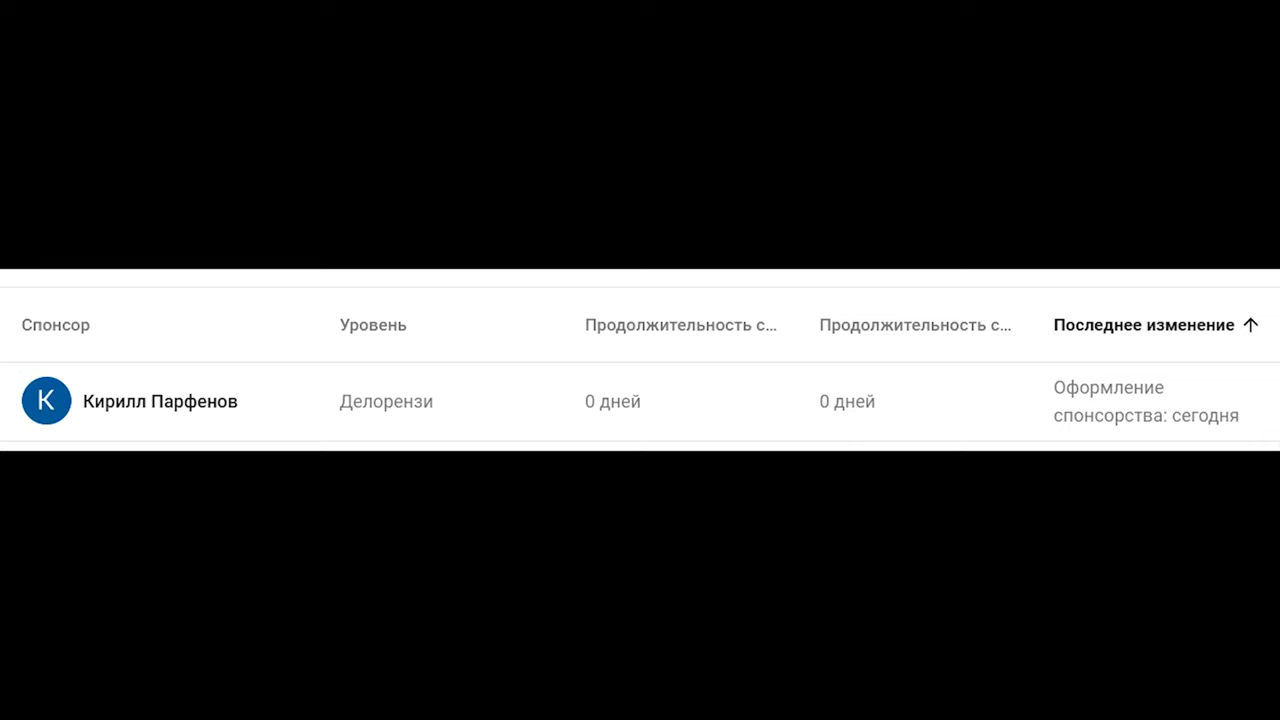 Спонсор Уровень Продолжительность с... Продолжительность с... Последнее изменение
К Кирилл Парфенов Делорензи 0 дней 0 дней Оформление
спонсорства: сегодня